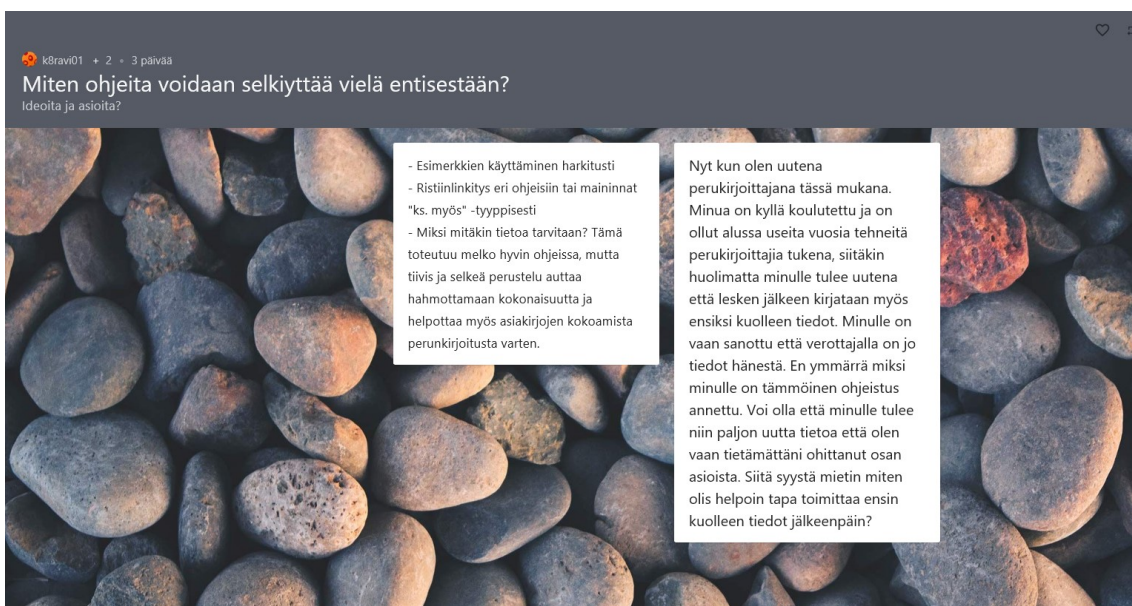 k8ravi01 + 2 • 3 päivää
Miten ohjeita voidaan selkiyttää vielä entisestään?
Ideoita ja asioita?
- Esimerkkien käyttäminen harkitusti
- Ristiinlinkitys eri ohjeisiin tai maininnat
"ks. myös" -tyyppisesti
- Miksi mitäkin tietoa tarvitaan? Tämä
toteutuu melko hyvin ohjeissa, mutta
tiivis ja selkeä perustelu auttaa
hahmottamaan kokonaisuutta ja
helpottaa myös asiakirjojen kokoamista
perunkirjoitusta varten.
Nyt kun olen uutena
perukirjoittajana tässä mukana.
Minua on kyllä koulutettu ja on
ollut alussa useita vuosia tehneitä
perukirjoittajia tukena, siitäkin
huolimatta minulle tulee uutena
että lesken jälkeen kirjataan myös
ensiksi kuolleen tiedot. Minulle on
vaan sanottu että verottajalla on jo
tiedot hänestä. En ymmärrä miksi
minulle on tämmöinen ohjeistus
annettu. Voi olla että minulle tulee
niin paljon uutta tietoa että olen
vaan tietämättäni ohittanut osan
asioista. Siitä syystä mietin miten
olis helpoin tapa toimittaa ensin
kuolleen tiedot jälkeenpäin?